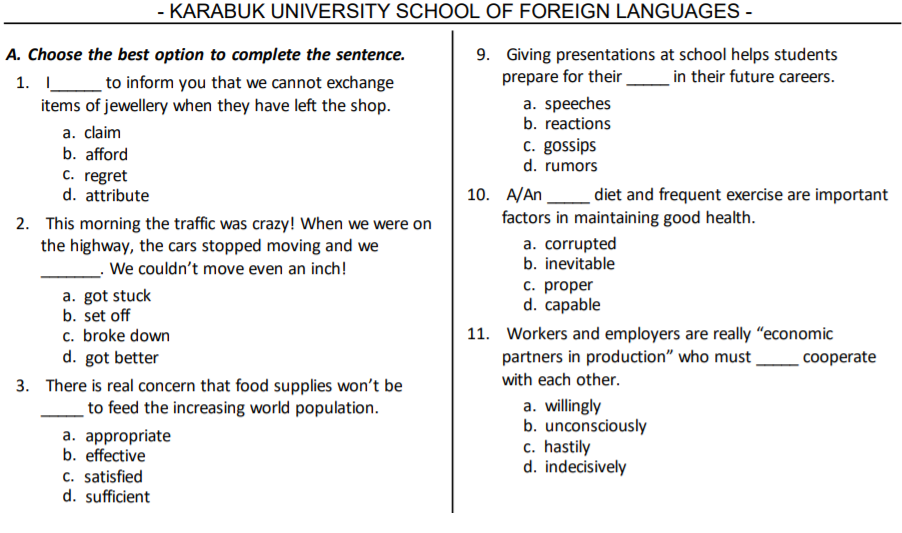 - KARABUK UNIVERSITY SCHOOL OF FOREIGN LANGUAGES -
A. Choose the best option to complete the sentence.
1. I______ to inform you that we cannot exchange
items of jewellery when they have left the shop.
a. claim
b. afford
c. regret
d. attribute
2. This morning the traffic was crazy! When we were on
the highway, the cars stopped moving and we
_______. We couldn’t move even an inch!
a. got stuck
b. set off
c. broke down
d. got better
3. There is real concern that food supplies won’t be
_____ to feed the increasing world population.
a. appropriate
b. effective
c. satisfied
d. sufficient
9. Giving presentations at school helps students
prepare for their _____ in their future careers.
a. speeches
b. reactions
c. gossips
d. rumors
10. A/An _____ diet and frequent exercise are important
factors in maintaining good health.
a. corrupted
b. inevitable
c. proper
d. capable
11. Workers and employers are really “economic
partners in production” who must _____ cooperate
with each other.
a. willingly
b. unconsciously
c. hastily
d. indecisively